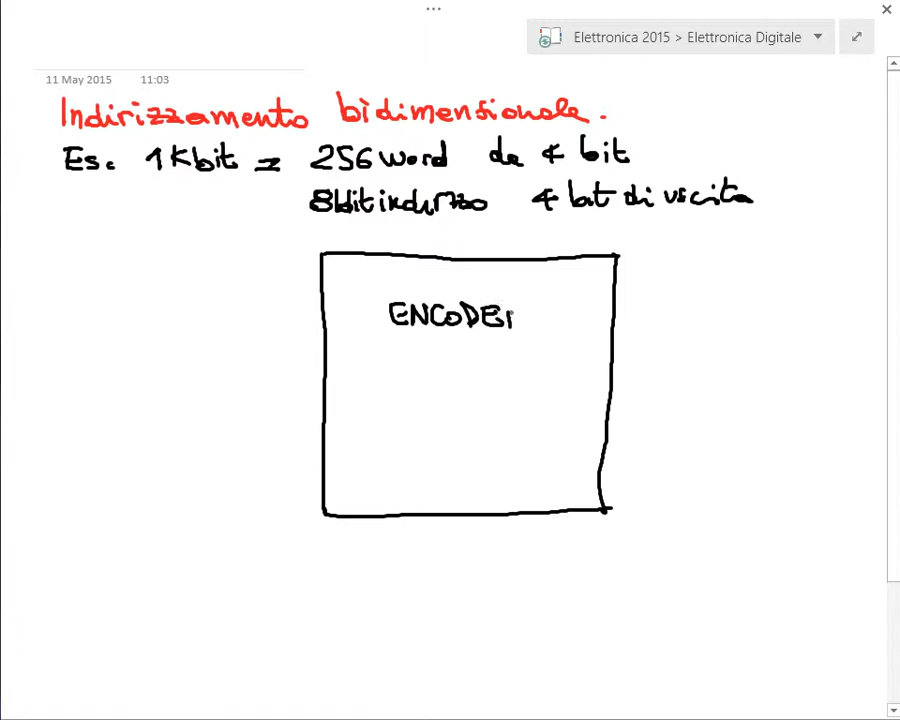 Elettronica 2015 > Elettronica Digitale
11 May 2015 11:03
Indirizzamento bidimensionale.
Es. 1Kbit = 256 word da 4 bit
8bit indirizzo 4 bit di uscita
ENCODER